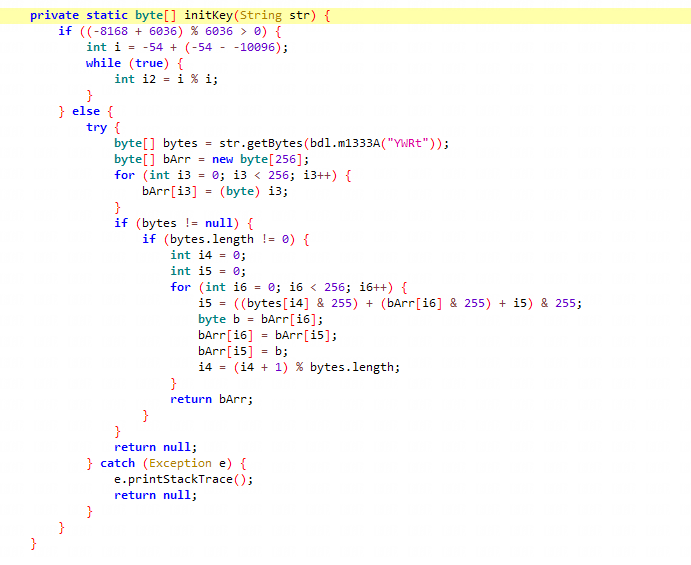 private static byte[] initKey(String str) {
    if ((-8168 + 6036) % 6036 > 0) {
        int i = -54 + (-54 - -10096);
        while (true) {
            int i2 = i % i;
        }
    } else {
        try {
            byte[] bytes = str.getBytes(bdl.m1333A("YWRt"));
            byte[] bArr = new byte[256];
            for (int i3 = 0; i3 < 256; i3++) {
                bArr[i3] = (byte) i3;
            }
            if (bytes != null) {
                if (bytes.length != 0) {
                    int i4 = 0;
                    int i5 = 0;
                    for (int i6 = 0; i6 < 256; i6++) {
                        i5 = ((bytes[i4] & 255) + (bArr[i6] & 255) + i5) & 255;
                        byte b = bArr[i6];
                        bArr[i6] = bArr[i5];
                        bArr[i5] = b;
                        i4 = (i4 + 1) % bytes.length;
                    }
                    return bArr;
                }
            }
            return null;
        } catch (Exception e) {
            e.printStackTrace();
            return null;
        }
    }
}